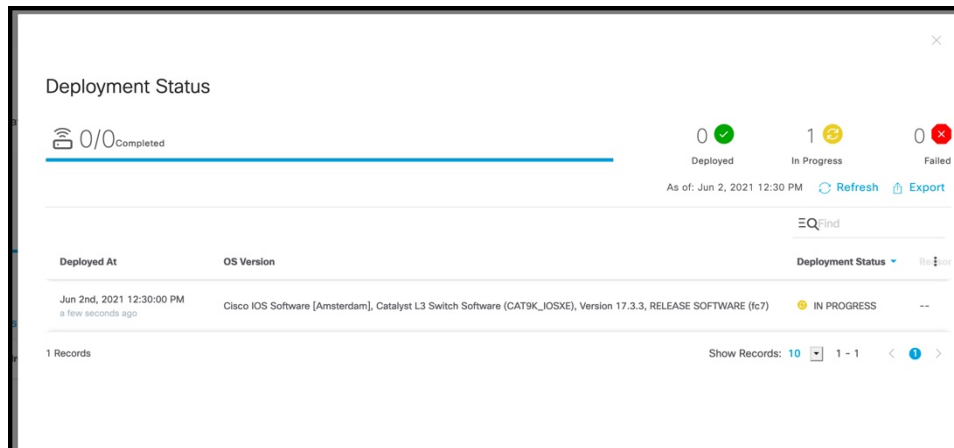 Deployment Status
0/0 Completed
0
1
0
Deployed
In Progress
Failed
As of: Jun 2, 2021 12:30 PM Refresh Export
Find
Deployed At OS Version Deployment Status
Jun 2nd, 2021 12:30:00 PM Cisco IOS Software [Amsterdam], Catalyst L3 Switch Software (CAT9K_IOSXE), Version 17.3.3, RELEASE SOFTWARE (fc7) IN PROGRESS --
a few seconds ago
1 Records Show Records: 10 1 - 1 1